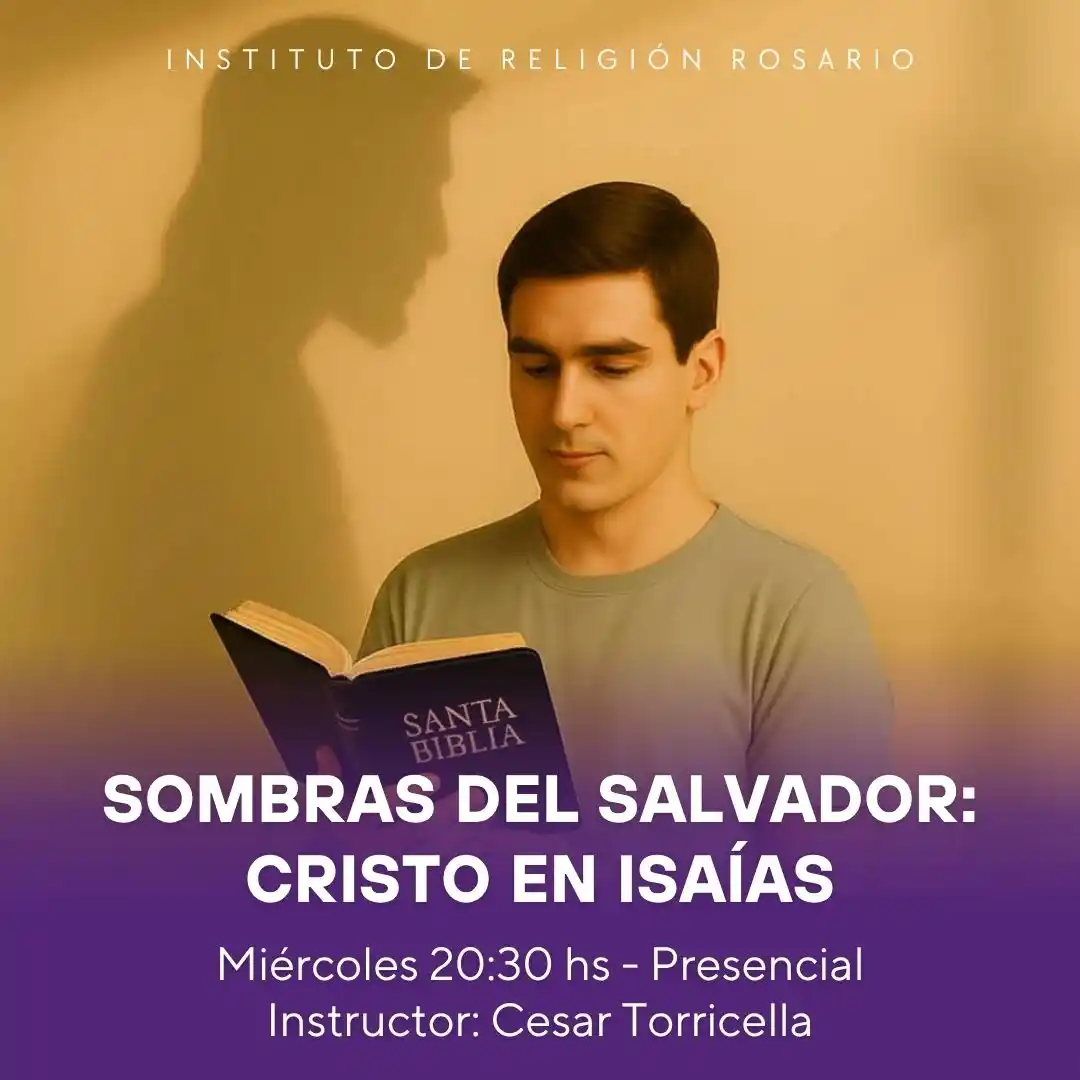 INSTITUTO DE RELIGIÓN ROSARIO
SANTA
BIBLIA
SOMBRAS DEL SALVADOR:
CRISTO EN ISAÍAS
Miércoles 20:30 hs - Presencial
Instructor: Cesar Torricella